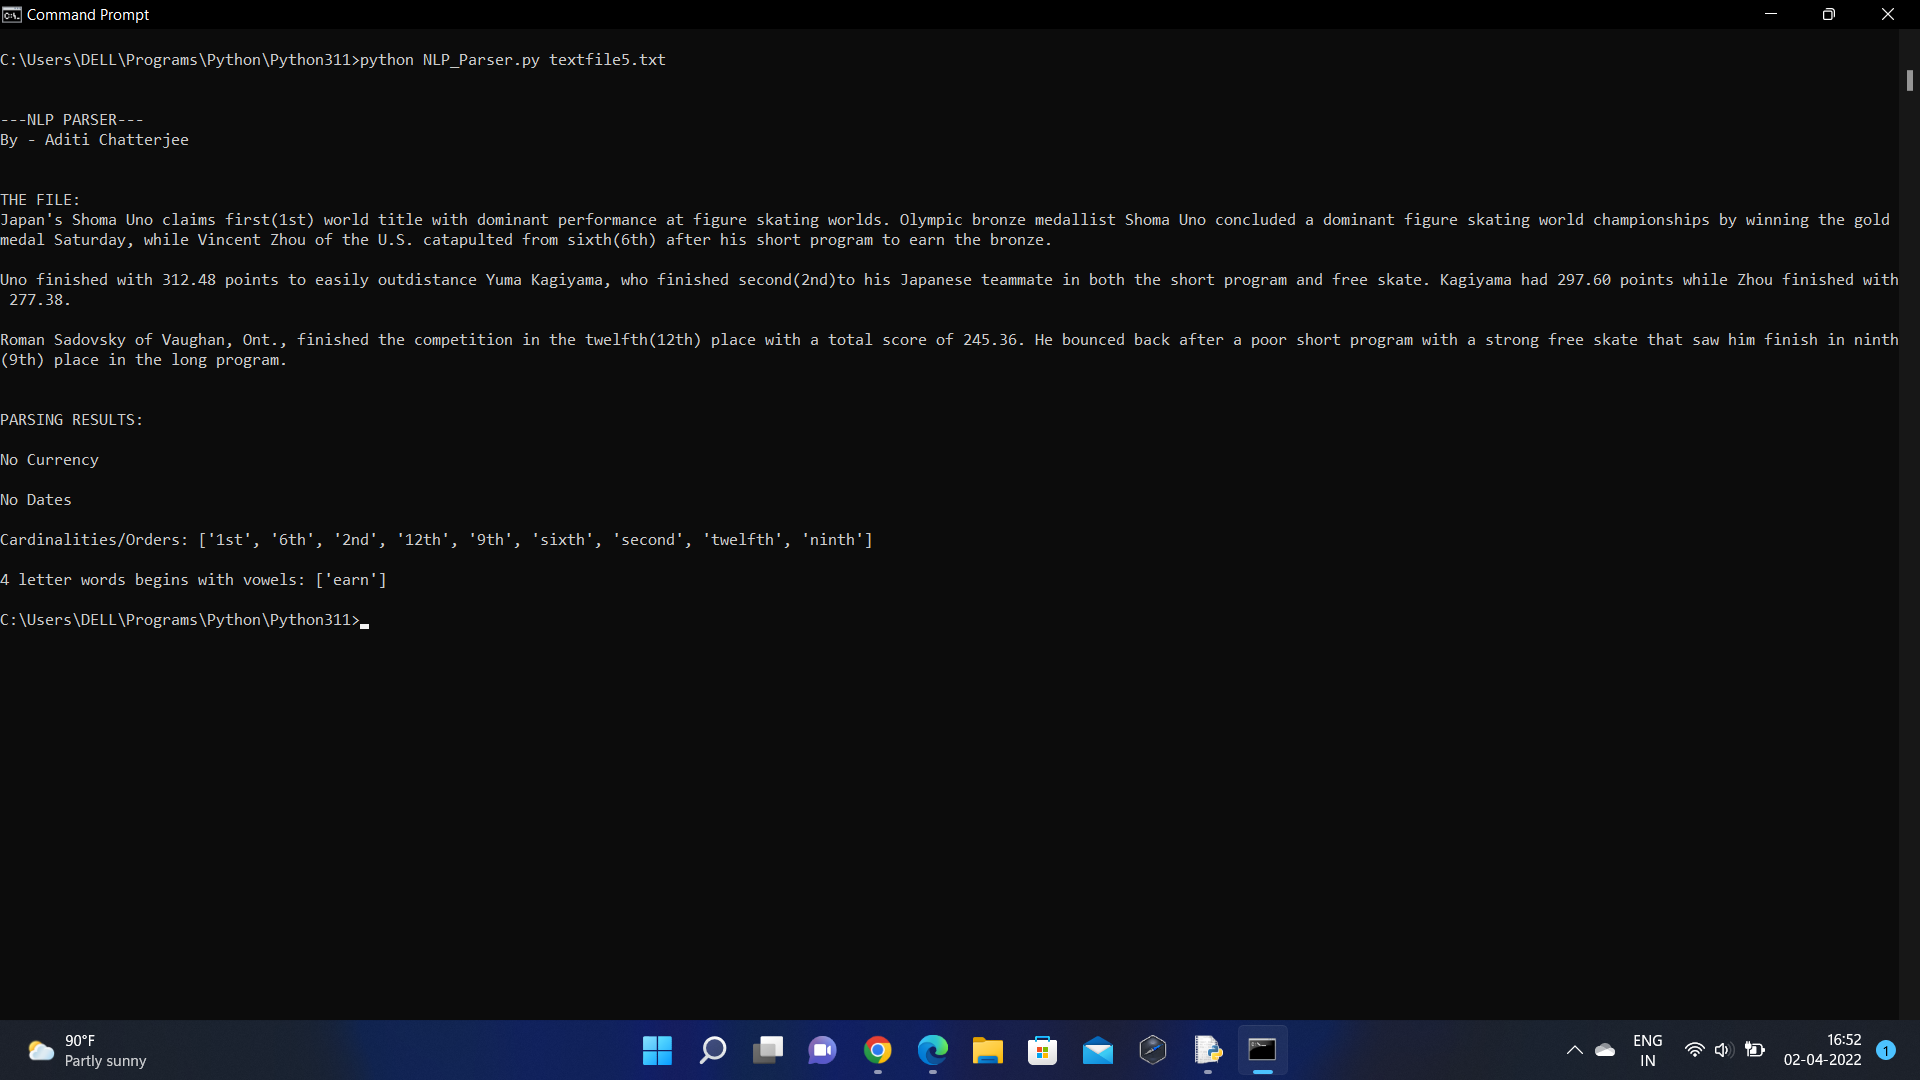 Command Prompt
C:\Users\DELL\Programs\Python\Python311>python NLP_Parser.py textfile5.txt
---NLP PARSER---
By - Aditi Chatterjee
THE FILE:
Japan's Shoma Uno claims first(1st) world title with dominant performance at figure skating worlds. Olympic bronze medallist Shoma Uno concluded a dominant figure skating world championships by winning the gold
medal Saturday, while Vincent Zhou of the U.S. catapulted from sixth(6th) after his short program to earn the bronze.
Uno finished with 312.48 points to easily outdistance Yuma Kagiyama, who finished second(2nd)to his Japanese teammate in both the short program and free skate. Kagiyama had 297.60 points while Zhou finished with
277.38.
Roman Sadovsky of Vaughan, Ont., finished the competition in the twelfth(12th) place with a total score of 245.36. He bounced back after a poor short program with a strong free skate that saw him finish in ninth
(9th) place in the long program.
PARSING RESULTS:
No Currency
No Dates
Cardinalities/Orders: ['1st', '6th', '2nd', '12th', '9th', 'sixth', 'second', 'twelfth', 'ninth']
4 letter words begins with vowels: ['earn']
C:\Users\DELL\Programs\Python\Python311>
90°F
Partly sunny
ENG
IN
16:52
02-04-2022
1